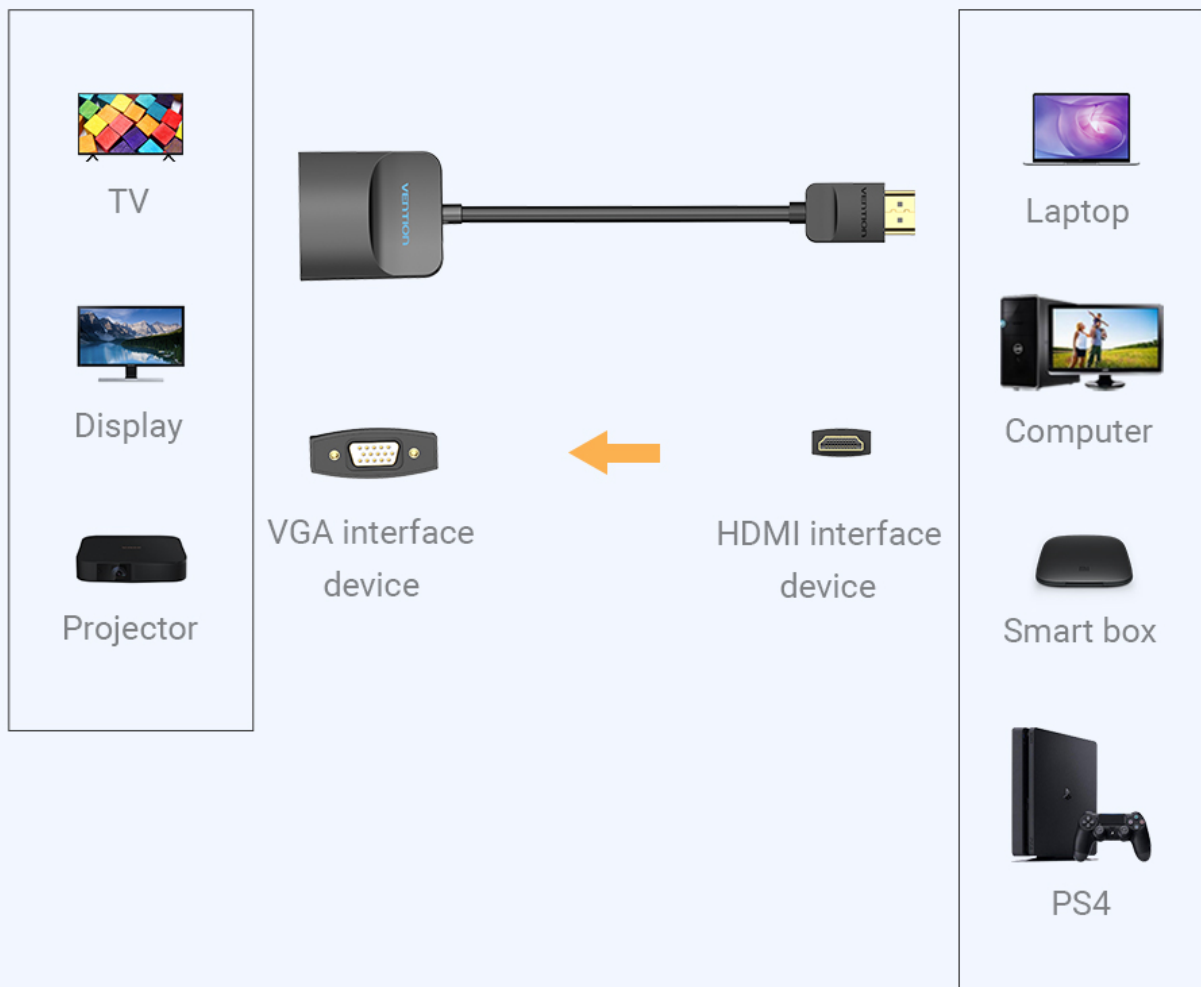 TV
Display
Projector
VENTION
VENTION
VGA interface
device
HDMI interface
device
Laptop
Computer
Smart box
PS4